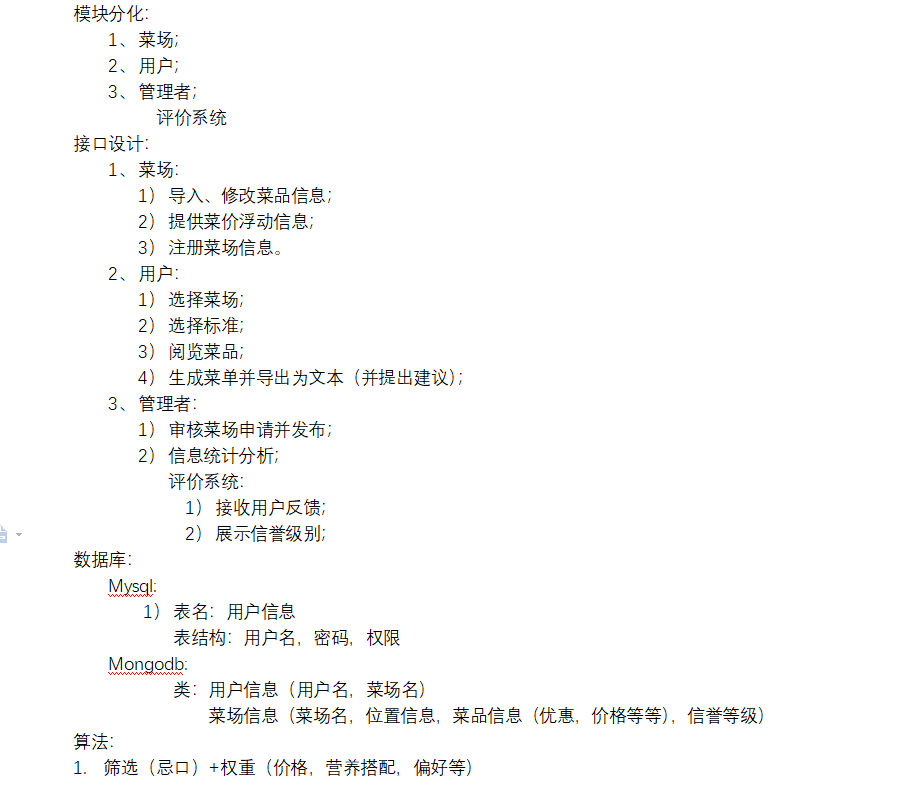 模块分化：
1、菜场；
2、用户；
3、管理者；
评价系统
接口设计：
1、菜场：
1） 导入、修改菜品信息；
2） 提供菜价浮动信息；
3） 注册菜场信息。
2、用户：
1） 选择菜场；
2） 选择标准；
3） 阅览菜品；
4） 生成菜单并导出为文本（并提出建议）；
3、管理者：
1） 审核菜场申请并发布；
2） 信息统计分析；
评价系统：
1） 接收用户反馈；
2） 展示信誉级别；
数据库：
Mysql：
1） 表名：用户信息
表结构：用户名，密码，权限
Mongodb：
类：用户信息（用户名，菜场名）
菜场信息（菜场名，位置信息，菜品信息（优惠，价格等等），信誉等级）
算法：
1. 筛选（忌口）+权重（价格，营养搭配，偏好等）